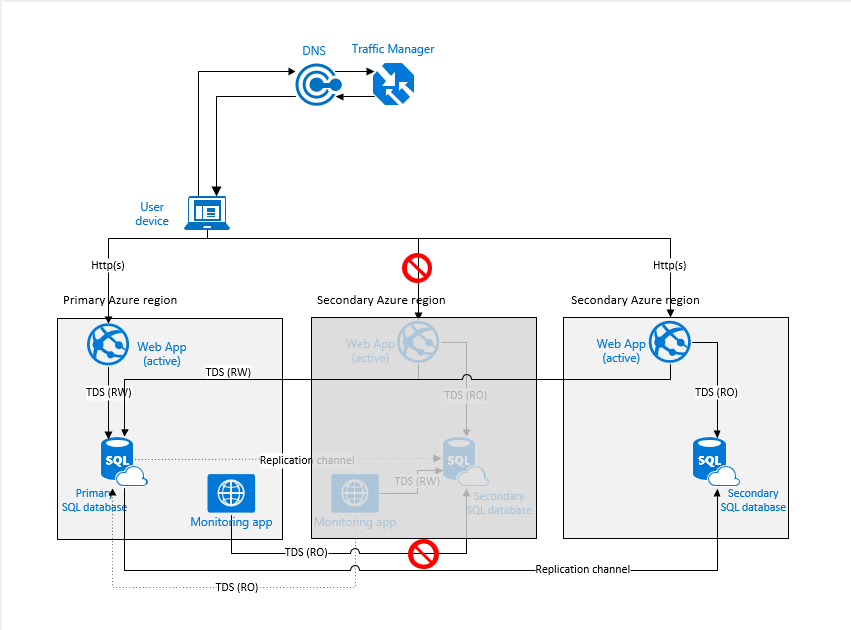 DNS
Traffic Manager
User
device
Http(s)
Http(s)
Primary Azure region
Secondary Azure region
Secondary Azure region
Web App
(active)
Web App
(active)
Web App
(active)
TDS (RW)
TDS (RW)
TDS (RO)
TDS (RO)
SQL
SQL
SQL
Replication channel
TDS (RW)
Primary
SQL database
Secondary
SQL database
Secondary
SQL database
Monitoring app
Monitoring app
TDS (RO)
Replication channel
TDS (RO)